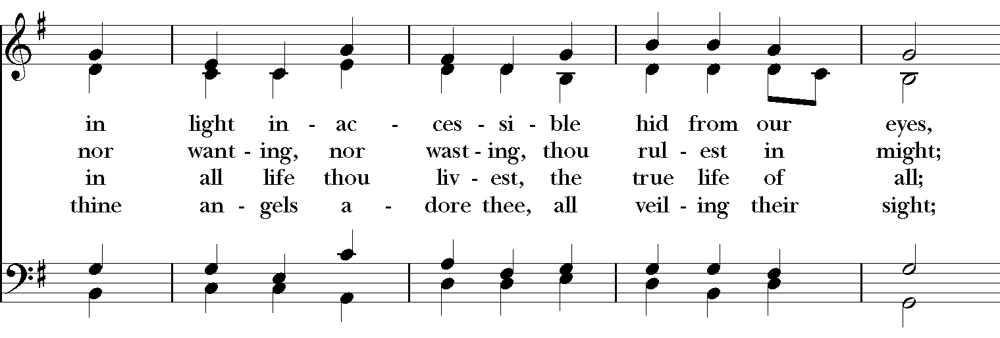 in light in - ac - ces - si - ble hid from our eyes,
nor want - ing, nor wast - ing, thou rul - est in might;
in all life thou liv - est, the true life of all;
thine an - gels a - dore thee, all veil - ing their sight;